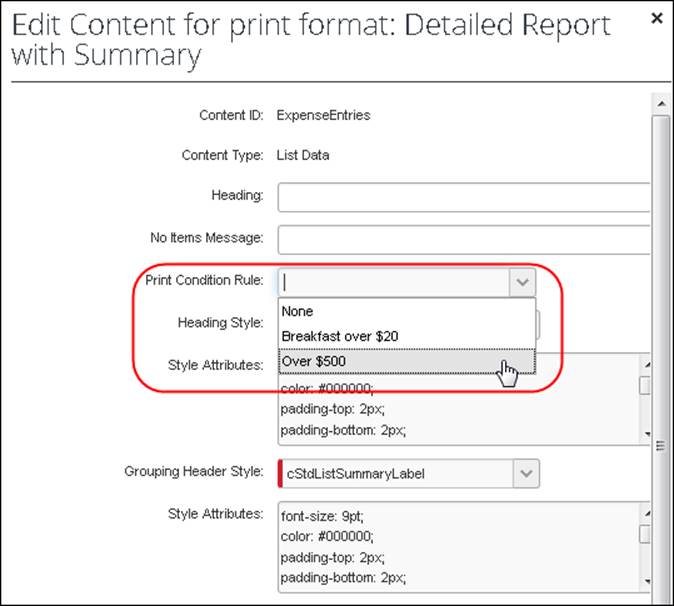 Edit Content for print format: Detailed Report
with Summary
Content ID: ExpenseEntries
Content Type: List Data
Heading:
No Items Message:
Print Condition Rule:
None
Heading Style:
Breakfast over $20
Style Attributes:
Over $500
color: #000000;
padding-top: 2px;
padding-bottom: 2px;
Grouping Header Style: cStdListSummaryLabel
Style Attributes: font-size: 9pt;
color: #000000;
padding-top: 2px;
padding-bottom: 2px;